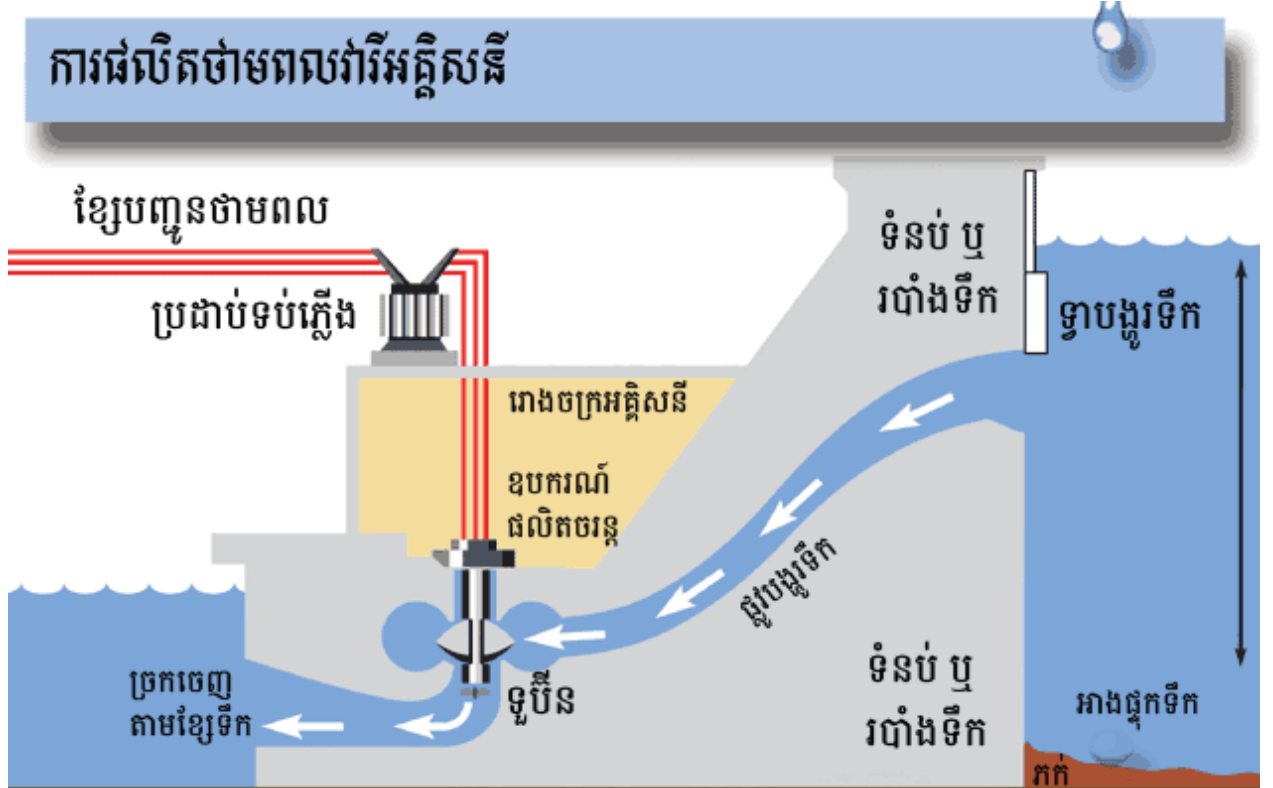 ការផលិតថាមពលវារីអគ្គិសនី
ខ្សែបញ្ជូនថាមពល
ប្រដាប់ទប់ភ្លើង
ទំនប់ ឬ
របាំងទឹក
ទ្វាបង្ហូរទឹក
រោងចក្រអគ្គិសនី
ឧបករណ៍
ផលិតចរន្ត
ផ្លូវបង្ហូរទឹក
ច្រកចេញ
តាមខ្សែទឹក
ទួប៊ីន
ទំនប់ ឬ
របាំងទឹក
អាងផ្ទុកទឹក
ភក់